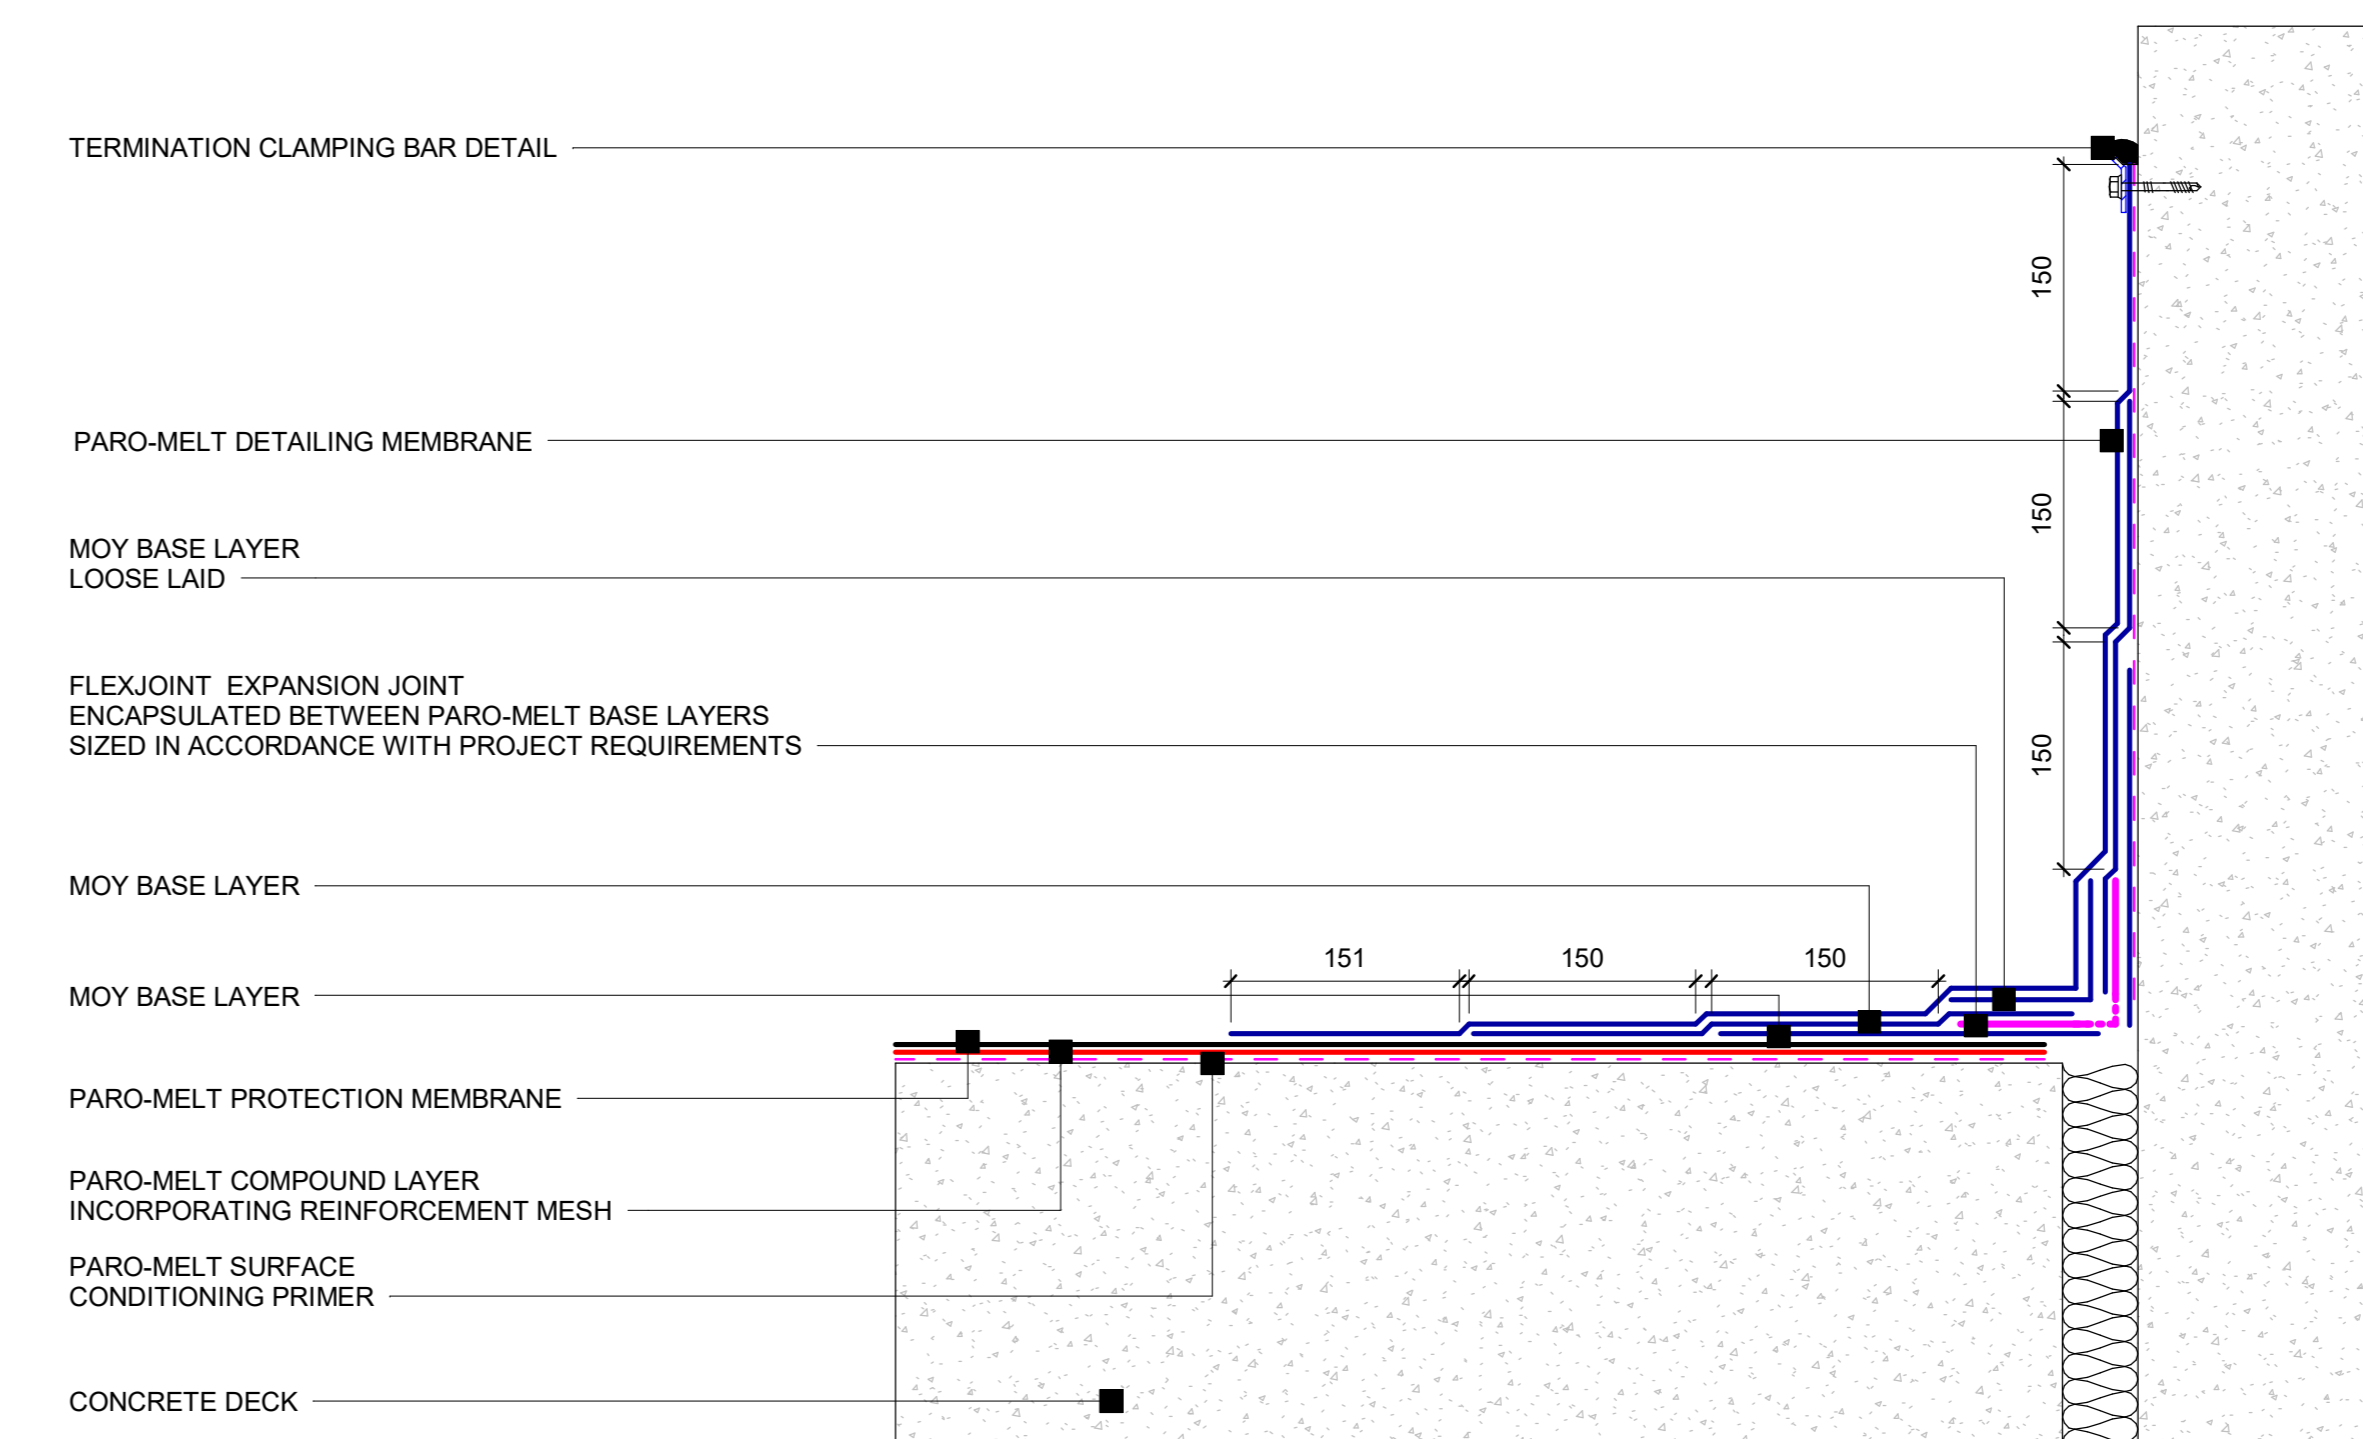 TERMINATION CLAMPING BAR DETAIL
150
PARO-MELT DETAILING MEMBRANE
150
MOY BASE LAYER
LOOSE LAID
FLEXJOINT EXPANSION JOINT
ENCAPSULATED BETWEEN PARO-MELT BASE LAYERS
SIZED IN ACCORDANCE WITH PROJECT REQUIREMENTS
150
MOY BASE LAYER
151 150 150
MOY BASE LAYER
PARO-MELT PROTECTION MEMBRANE
PARO-MELT COMPOUND LAYER
INCORPORATING REINFORCEMENT MESH
PARO-MELT SURFACE
CONDITIONING PRIMER
CONCRETE DECK